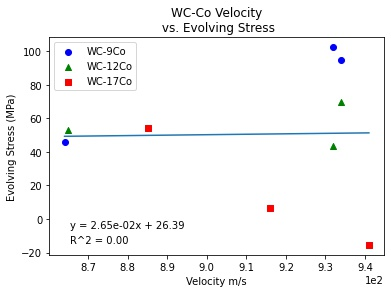 WC-Co Velocity
vs. Evolving Stress
WC-9Co
WC-12Co
WC-17Co
Evolving Stress (MPa)
100
80
60
40
20
0
−20
y = 2.65e-02x + 26.39
R^2 = 0.00
8.7 8.8 8.9 9.0 9.1 9.2 9.3 9.4
1e2
Velocity m/s